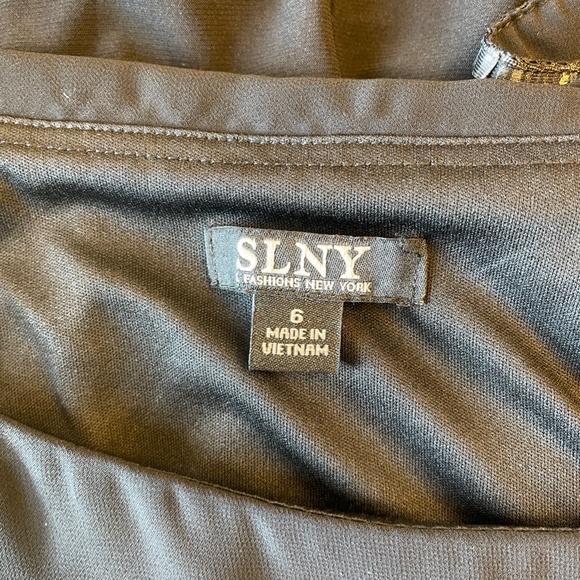 SLNY
FASHIONS NEW YORK
6
MADE IN
VIETNAM